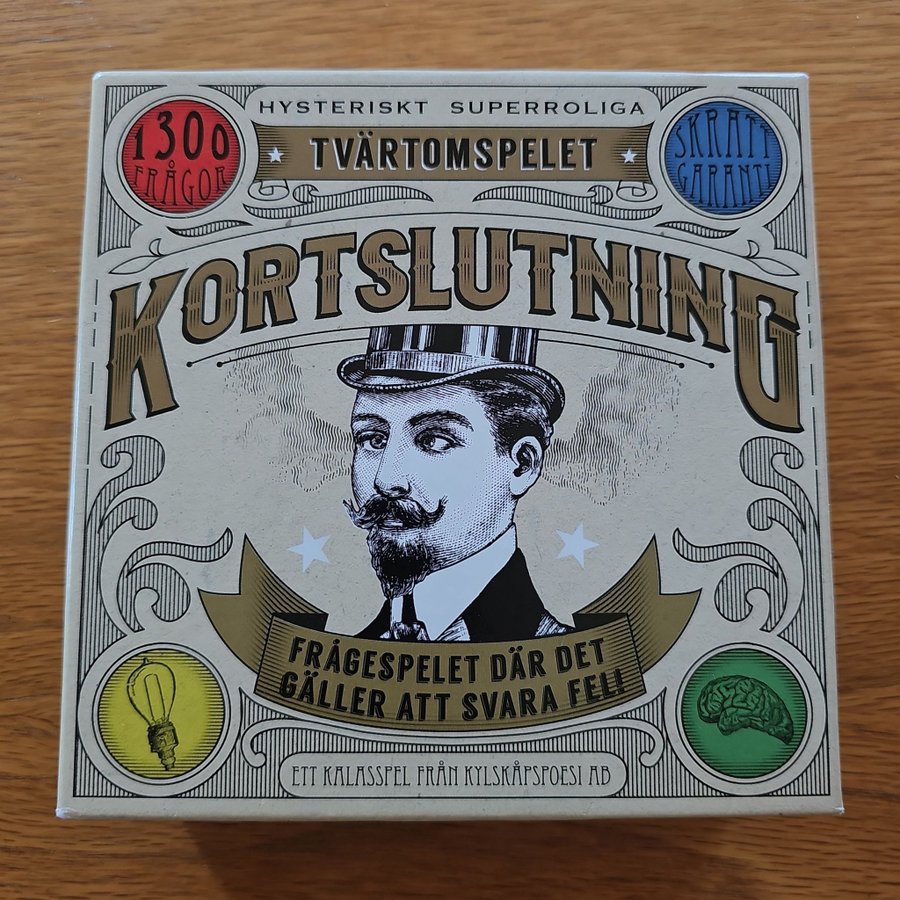 HYSTERISKT SUPERROLIGA
TVÄRTOMSPELET
1300
FRÅGOR
SKRATT
GARANTI
KORTSLUTNING
FRÅGESPELET DÄR DET
GÄLLER ATT SVARA FEL!
ETT KALASSPEL FRÅN KYLSKÅPSPOESI AB